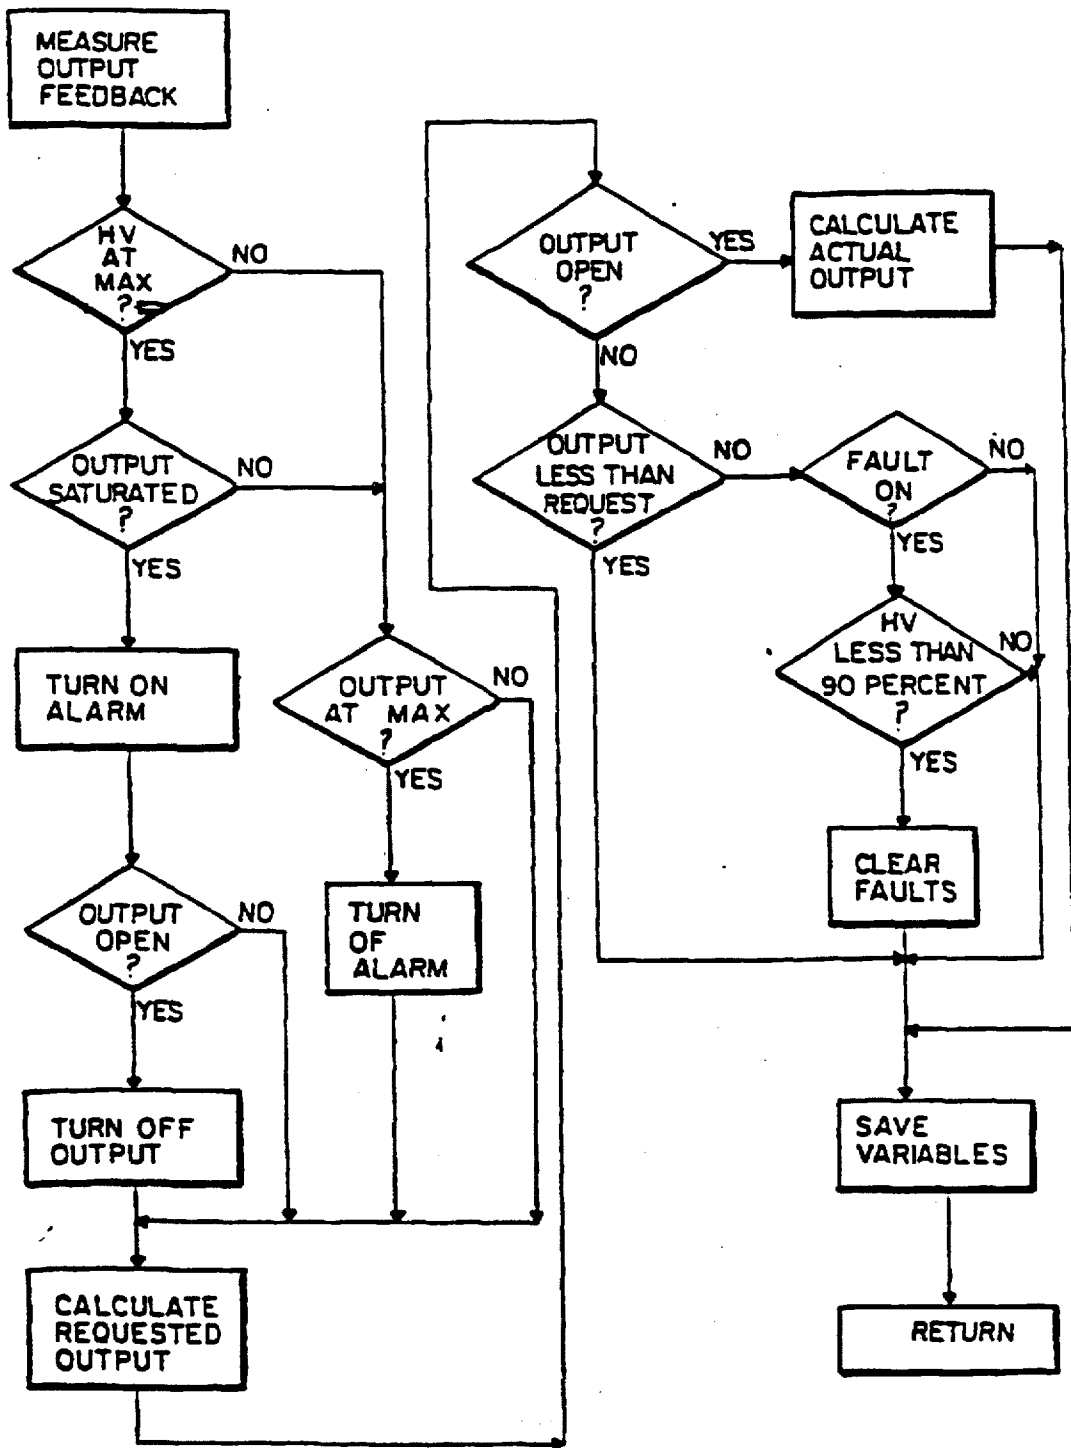 MEASURE
OUTPUT
FEEDBACK
HV
AT
MAX
?
NO
YES
OUTPUT
SATURATED
?
NO
YES
TURN ON
ALARM
OUTPUT
OPEN
?
NO
YES
TURN OFF
OUTPUT
CALCULATE
REQUESTED
OUTPUT
OUTPUT
AT MAX
?
NO
YES
TURN
OF
ALARM
OUTPUT
OPEN
?
YES
NO
CALCULATE
ACTUAL
OUTPUT
OUTPUT
LESS THAN
REQUEST
?
NO
YES
FAULT
ON
?
NO
YES
HV
LESS THAN
90 PERCENT
?
NO
YES
CLEAR
FAULTS
SAVE
VARIABLES
RETURN